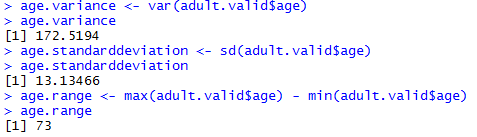 > age.variance <- var(adult.valid$age)
> age.variance
[1] 172.5194
> age.standarddeviation <- sd(adult.valid$age)
> age.standarddeviation
[1] 13.13466
> age.range <- max(adult.valid$age) - min(adult.valid$age)
> age.range
[1] 73